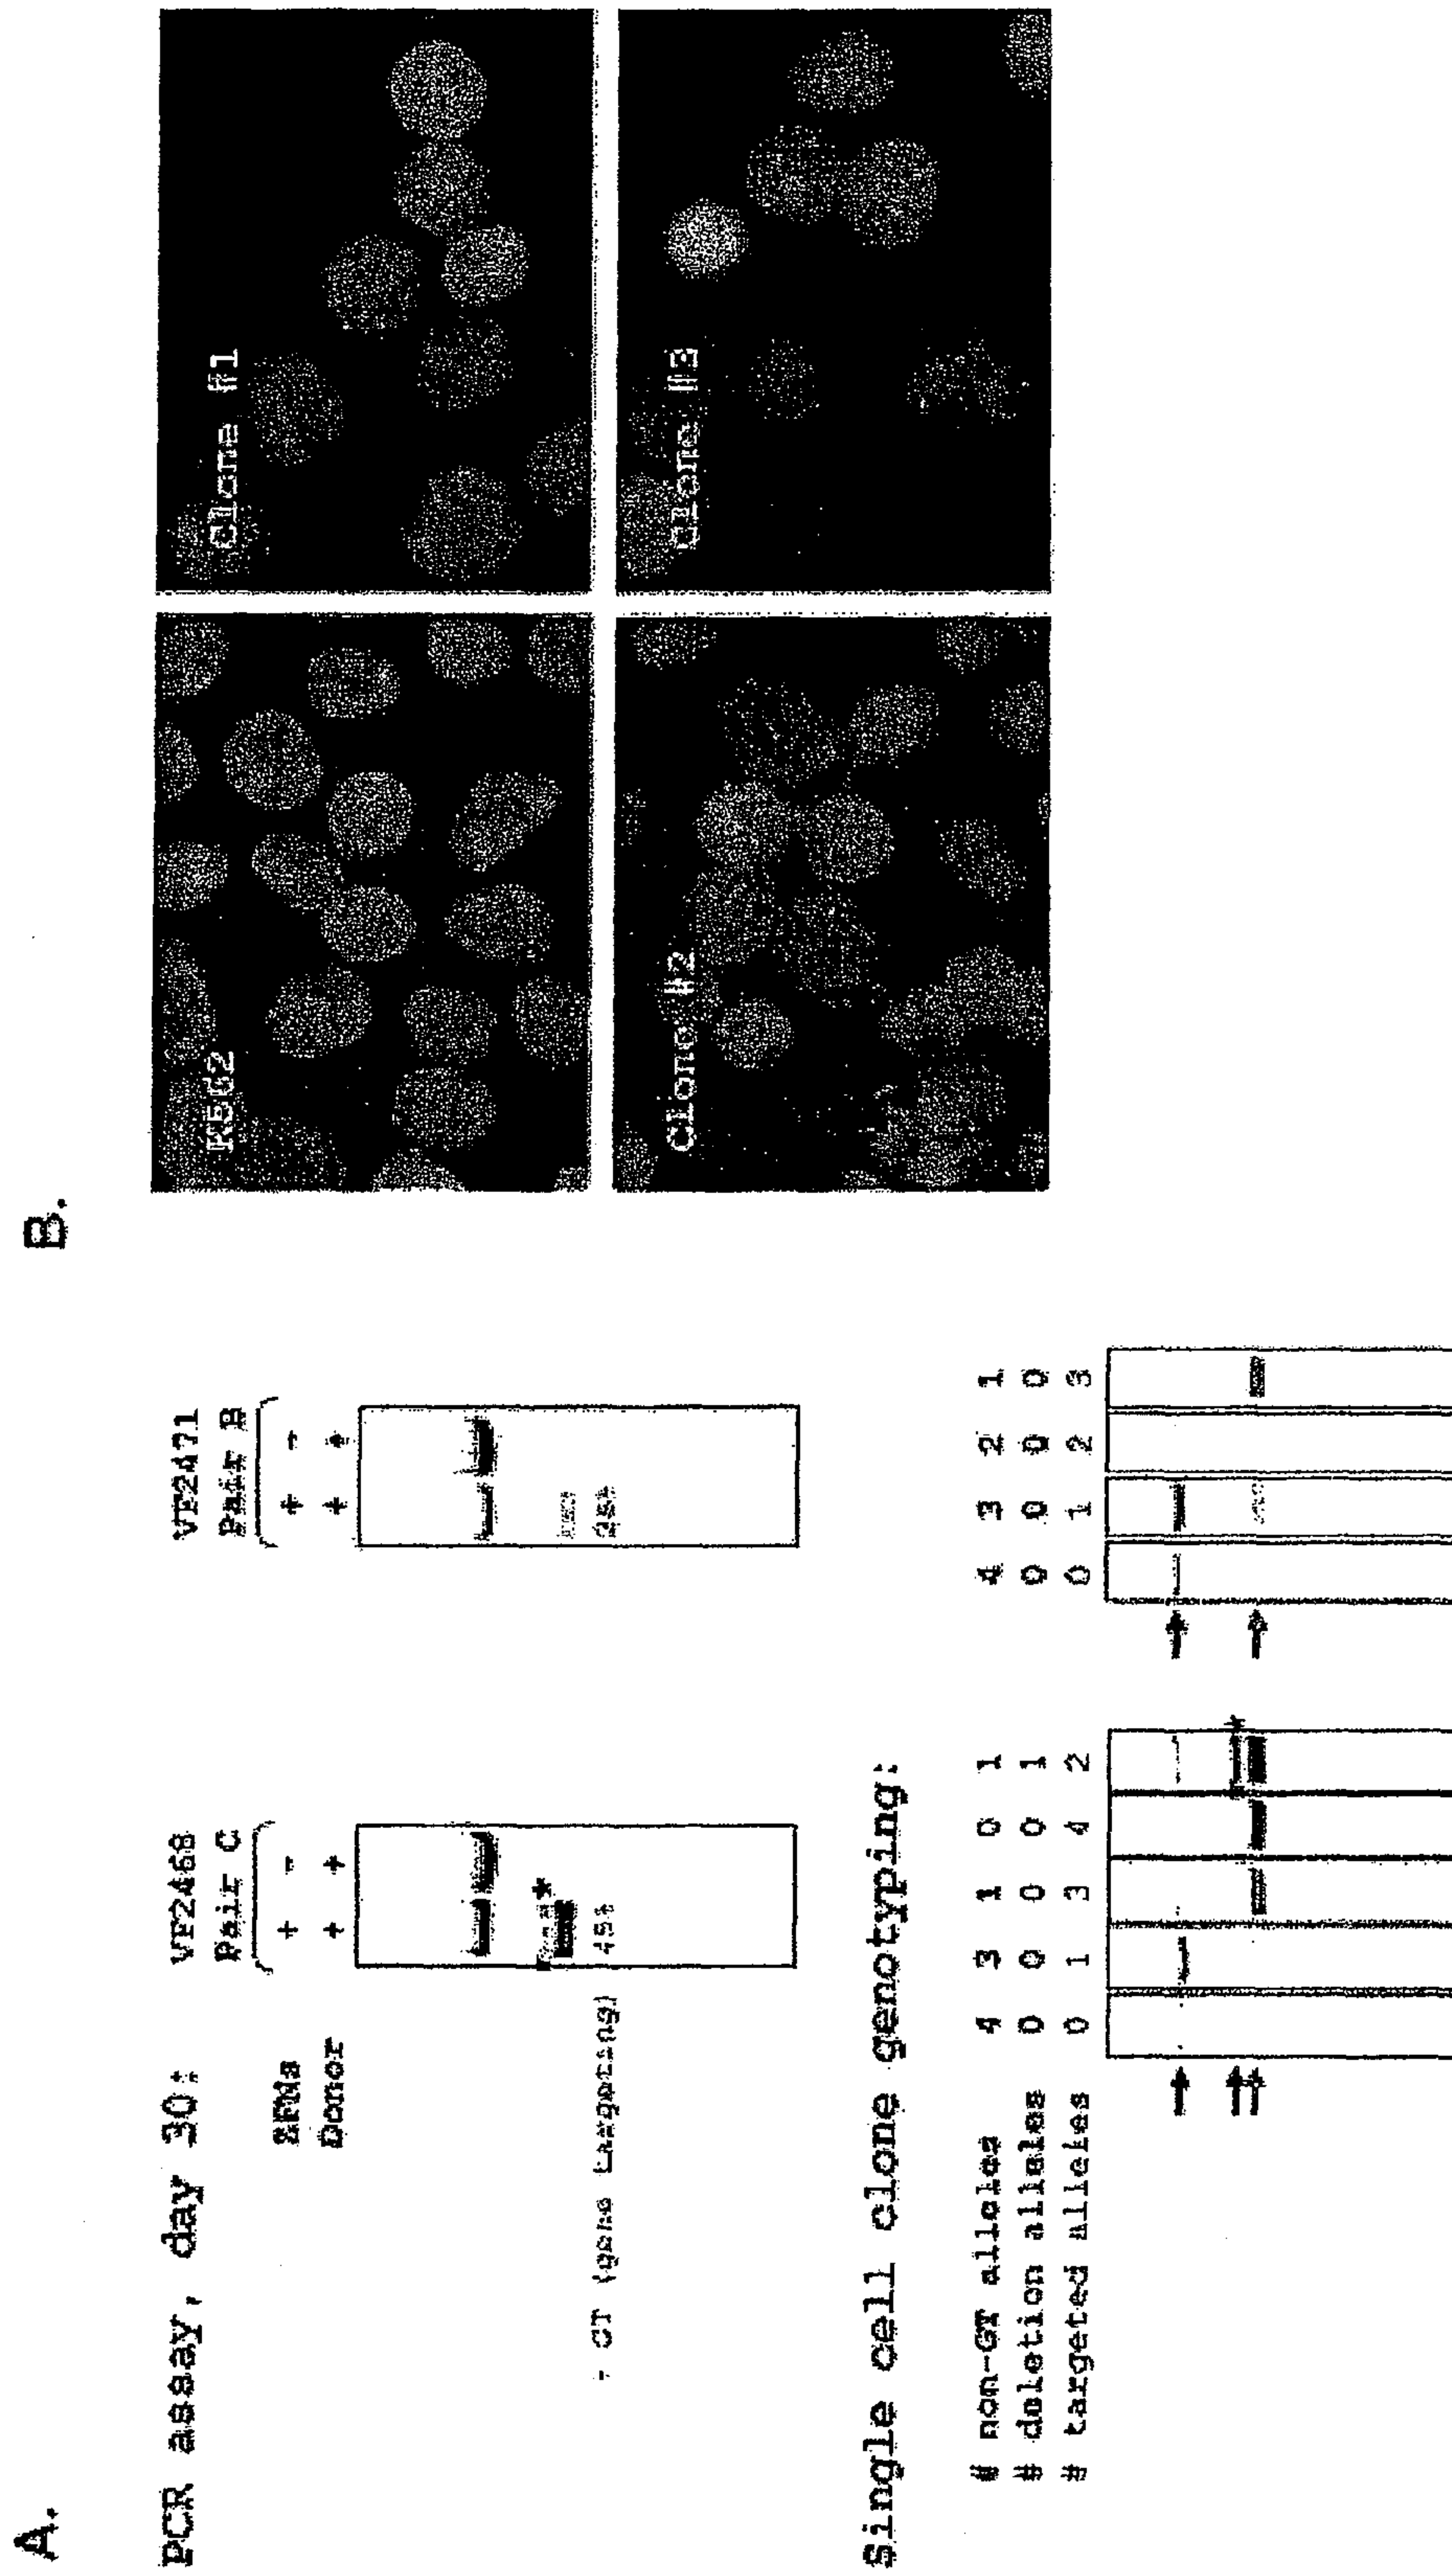 A.
PCR assay, day 30:
VF2468 VF2471
Pair C Pair B
ZFNs + - + -
Donor + + + +
*
- GT (gene targeting)
Single cell clone genotyping:
# non-GT alleles 4 3 1 0 1 4 3 2 1
# deletion alleles 0 0 0 0 1 0 0 0 0
# targeted alleles 0 1 3 4 2 0 1 2 3
*
B.
K562
Clone #1
Clone #2
Clone #3